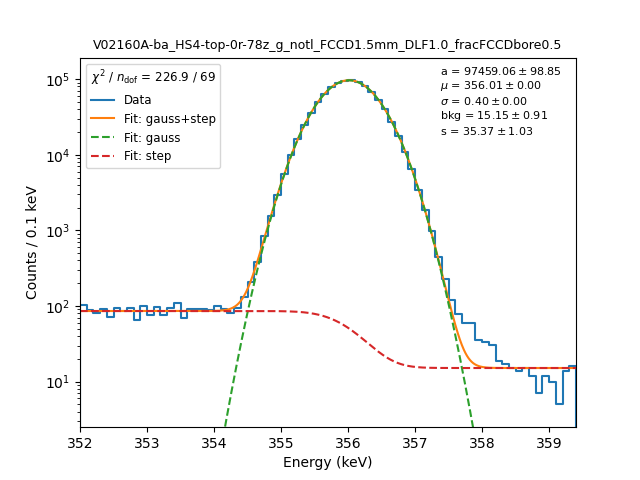 V02160A-ba_HS4-top-0r-78z_g_notl_FCCD1.5mm_DLF1.0_fracFCCDbore0.5
χ² / n_dof = 226.9 / 69
Data
Fit: gauss+step
Fit: gauss
Fit: step
a = 97459.06 ± 98.85
μ = 356.01 ± 0.00
σ = 0.40 ± 0.00
bkg = 15.15 ± 0.91
s = 35.37 ± 1.03
Counts / 0.1 keV
10⁵
10⁴
10³
10²
10¹
352 353 354 355 356 357 358 359
Energy (keV)